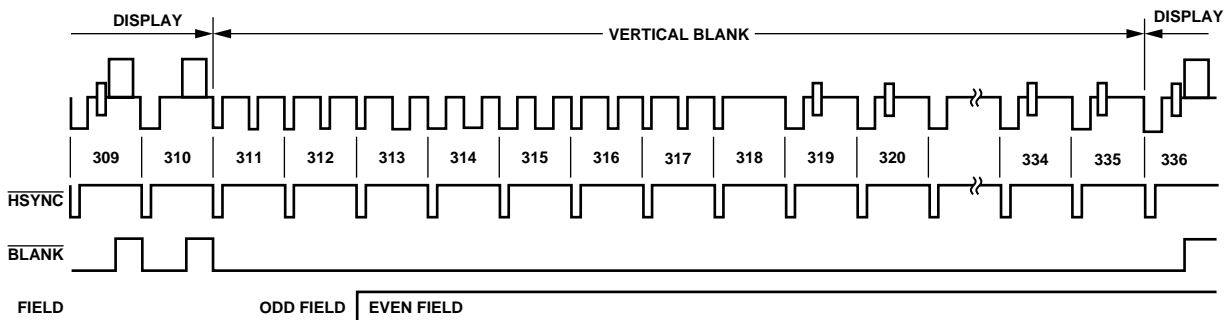 DISPLAY VERTICAL BLANK DISPLAY
309 310 311 312 313 314 315 316 317 318 319 320 334 335 336
HSYNC
BLANK
FIELD ODD FIELD EVEN FIELD